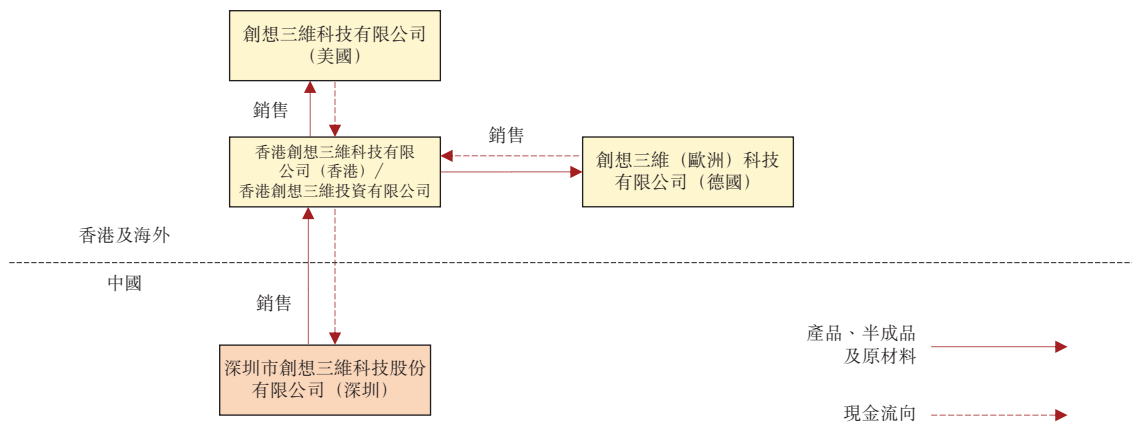 創想三維科技有限公司
（美國）
銷售
銷售
香港創想三維科技有限
公司（香港）/
香港創想三維投資有限公司
創想三維（歐洲）科技
有限公司（德國）
香港及海外
中國
銷售
深圳市創想三維科技股份
有限公司（深圳）
產品、半成品
及原材料
現金流向